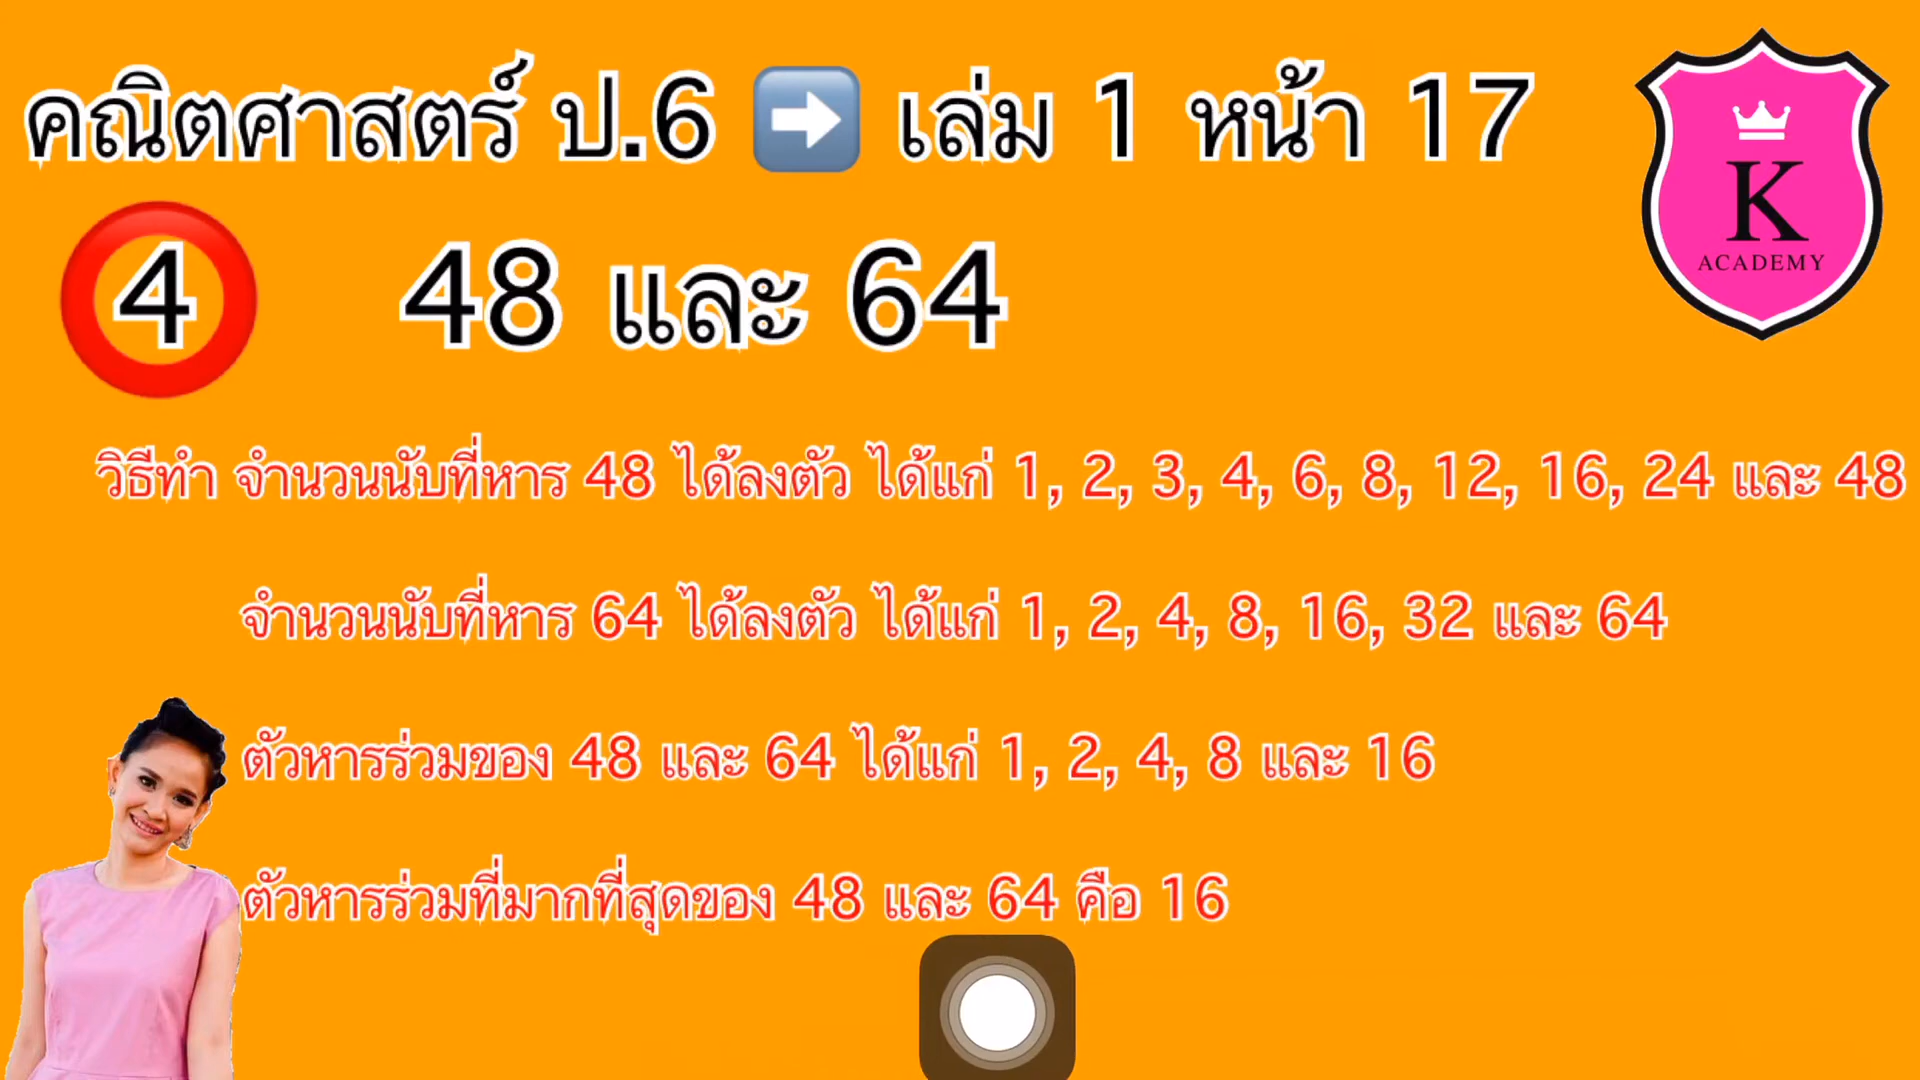 คณิตศาสตร์ ป.6 ➡️ เล่ม 1 หน้า 17
K
ACADEMY
4 48 และ 64
วิธีทำ จำนวนนับที่หาร 48 ได้ลงตัว ได้แก่ 1, 2, 3, 4, 6, 8, 12, 16, 24 และ 48
จำนวนนับที่หาร 64 ได้ลงตัว ได้แก่ 1, 2, 4, 8, 16, 32 และ 64
ตัวหารร่วมของ 48 และ 64 ได้แก่ 1, 2, 4, 8 และ 16
ตัวหารร่วมที่มากที่สุดของ 48 และ 64 คือ 16